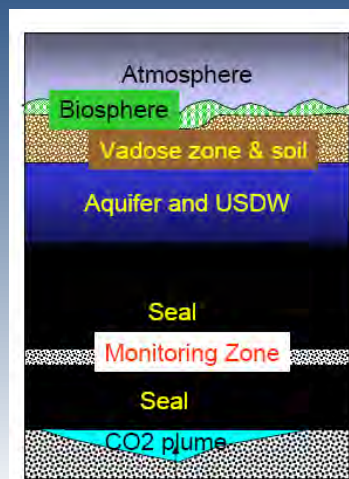 Atmosphere
Biosphere
Vadose zone & soil
Aquifer and USDW
Seal
Monitoring Zone
Seal
CO2 plume